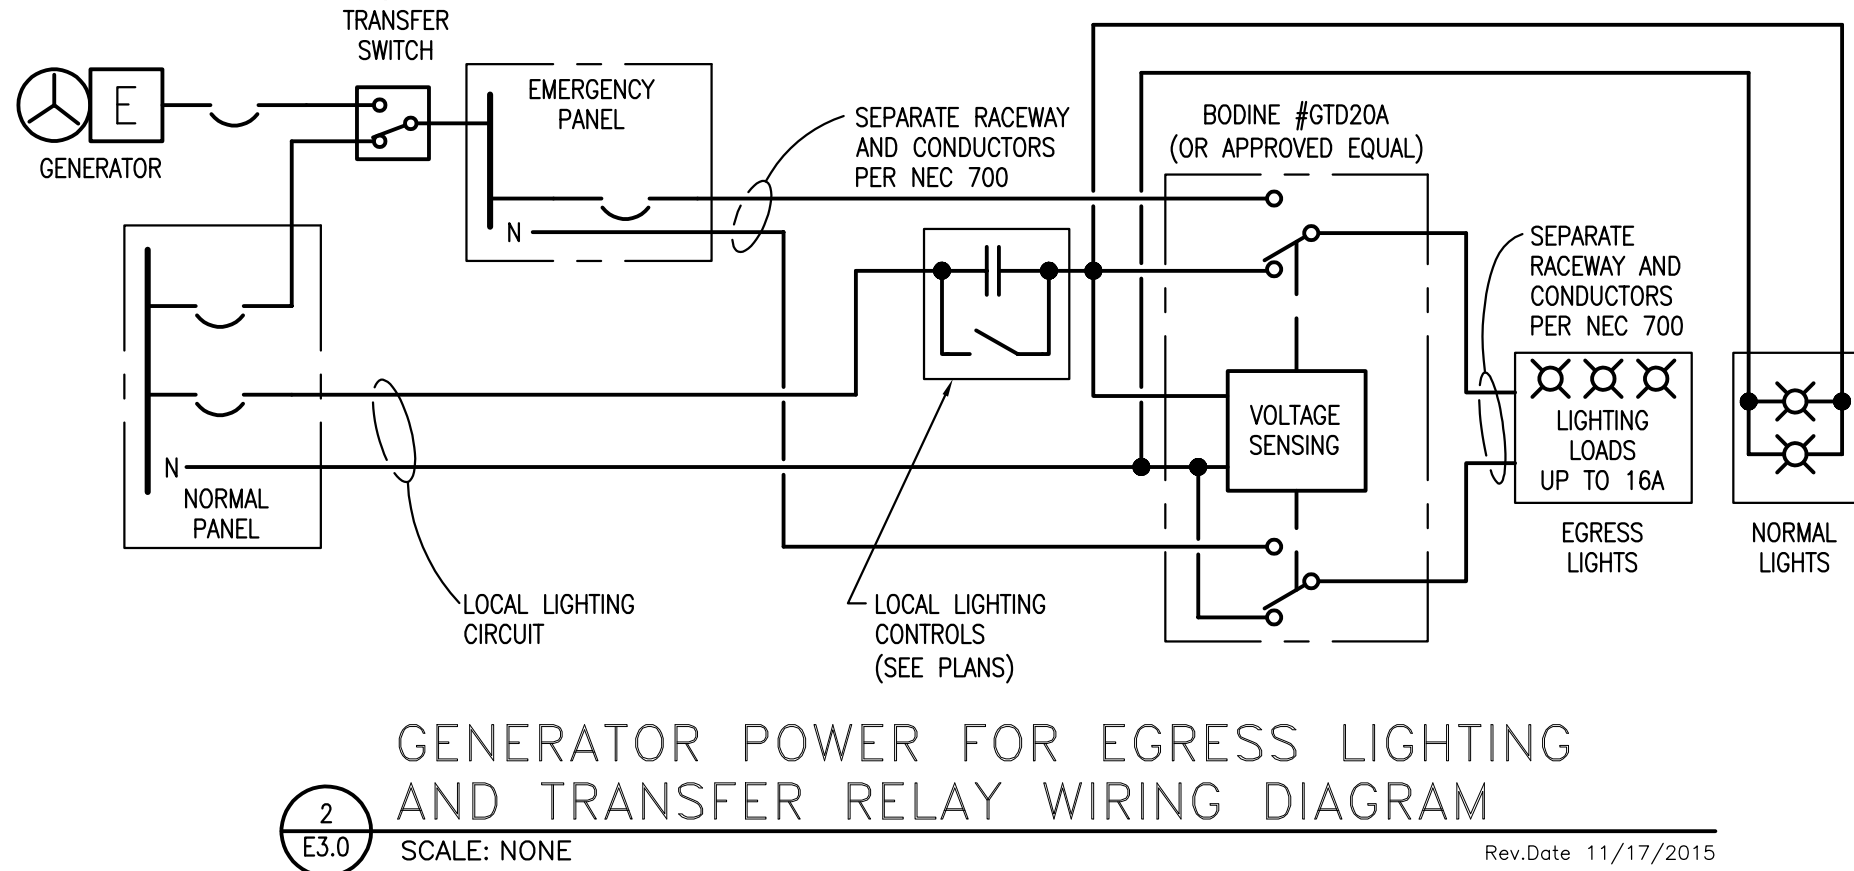 TRANSFER
SWITCH
E
GENERATOR
EMERGENCY
PANEL
N
SEPARATE RACEWAY
AND CONDUCTORS
PER NEC 700
BODINE #GTD20A
(OR APPROVED EQUAL)
SEPARATE
RACEWAY AND
CONDUCTORS
PER NEC 700
VOLTAGE
SENSING
LIGHTING
LOADS
UP TO 16A
EGRESS
LIGHTS
NORMAL
LIGHTS
N
NORMAL
PANEL
LOCAL LIGHTING
CIRCUIT
LOCAL LIGHTING
CONTROLS
(SEE PLANS)
GENERATOR POWER FOR EGRESS LIGHTING
AND TRANSFER RELAY WIRING DIAGRAM
2
E3.0
SCALE: NONE
Rev.Date 11/17/2015